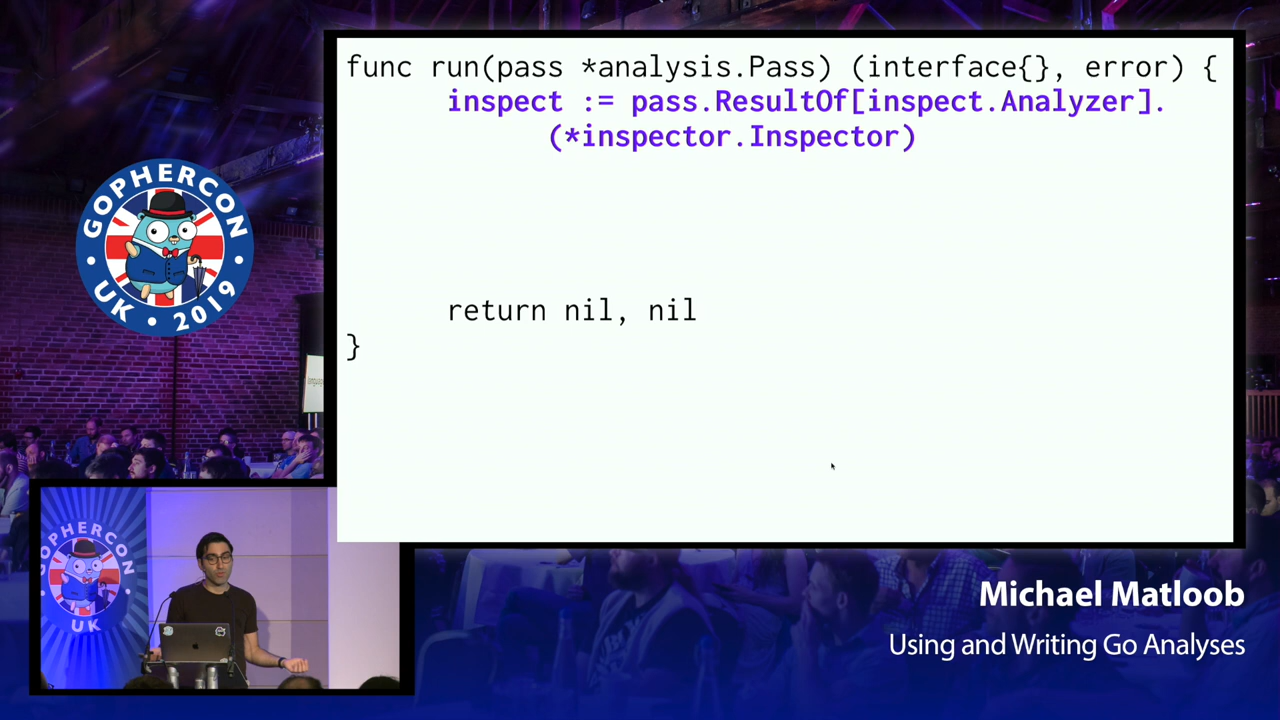 func run(pass *analysis.Pass) (interface{}, error) {
inspect := pass.ResultOf[inspect.Analyzer].
(*inspector.Inspector)
return nil, nil
}
GOPHERCON
UK • 2019
GOPHERCON
UK
Michael Matloob
Using and Writing Go Analyses